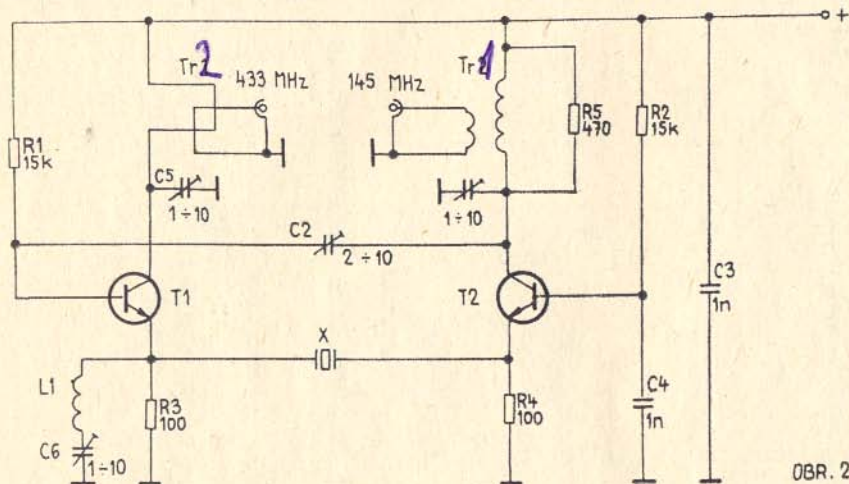 +
Tr2
433 MHz
145 MHz
Tr1
R1
15k
R5
470
R2
15k
C5
1÷10
1÷10
C2
2÷10
C3
1n
T1
T2
X
L1
R3
100
R4
100
C4
1n
C6
1÷10
OBR. 2